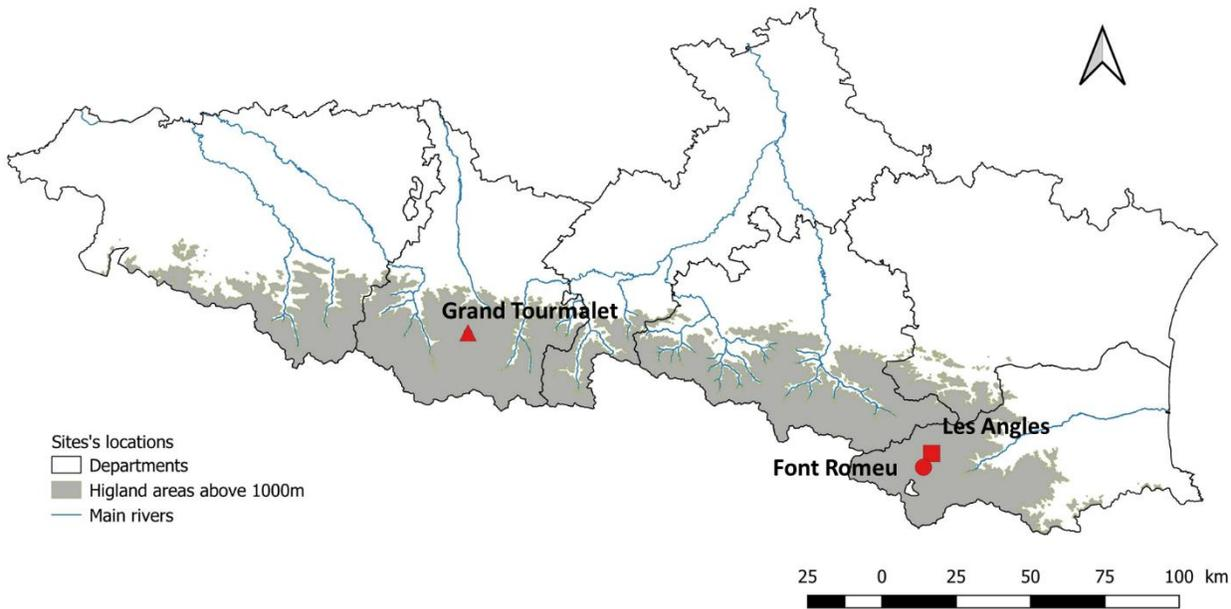 Grand Tourmalet
Les Angles
Font Romeu
Sites's locations
Departments
Higland areas above 1000m
Main rivers
25 0 25 50 75 100 km